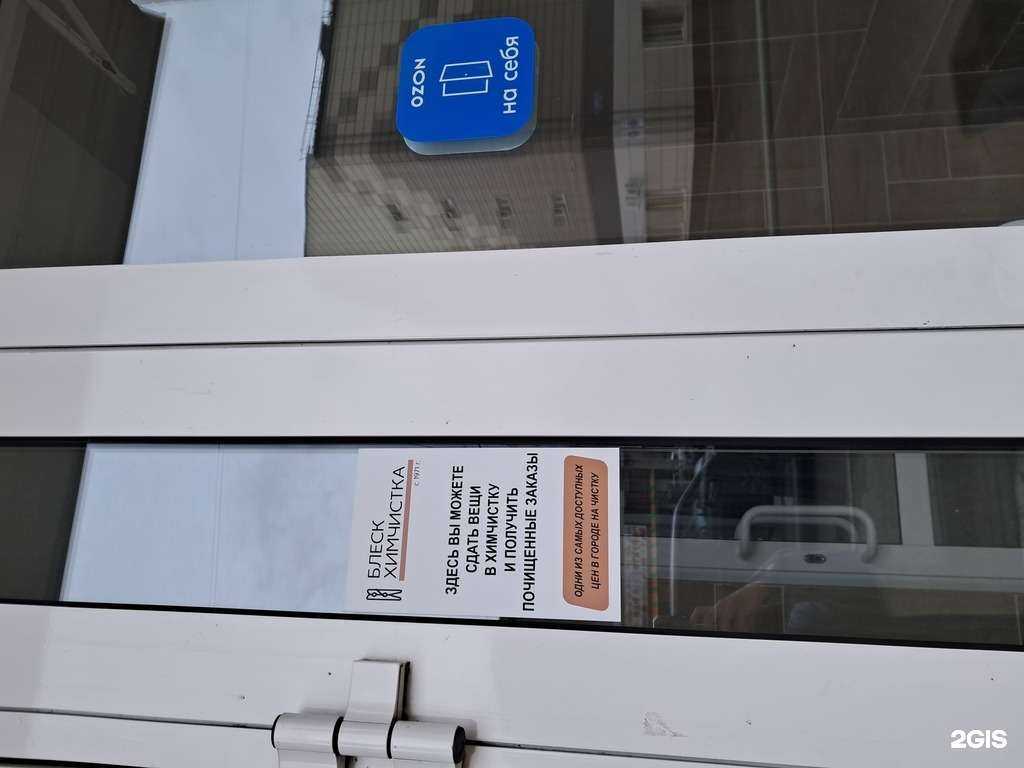 OZON
на себя
БЛЕСК
ХИМЧИСТКА
с 1971 г.
ЗДЕСЬ ВЫ МОЖЕТЕ
СДАТЬ ВЕЩИ
В ХИМЧИСТКУ
И ПОЛУЧИТЬ
ПОЧИЩЕННЫЕ ЗАКАЗЫ
ОДНИ ИЗ САМЫХ ДОСТУПНЫХ
ЦЕН В ГОРОДЕ НА ЧИСТКУ
2GIS